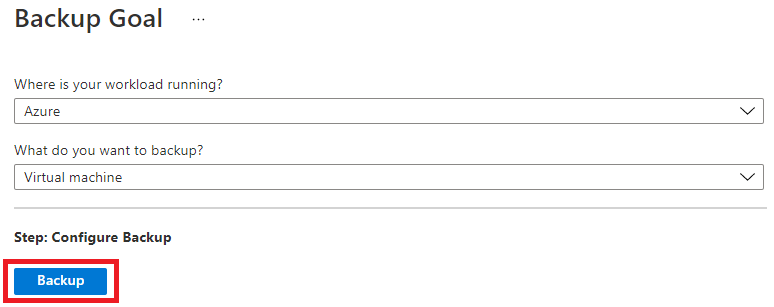 Backup Goal ...
Where is your workload running?
Azure
What do you want to backup?
Virtual machine
Step: Configure Backup
Backup